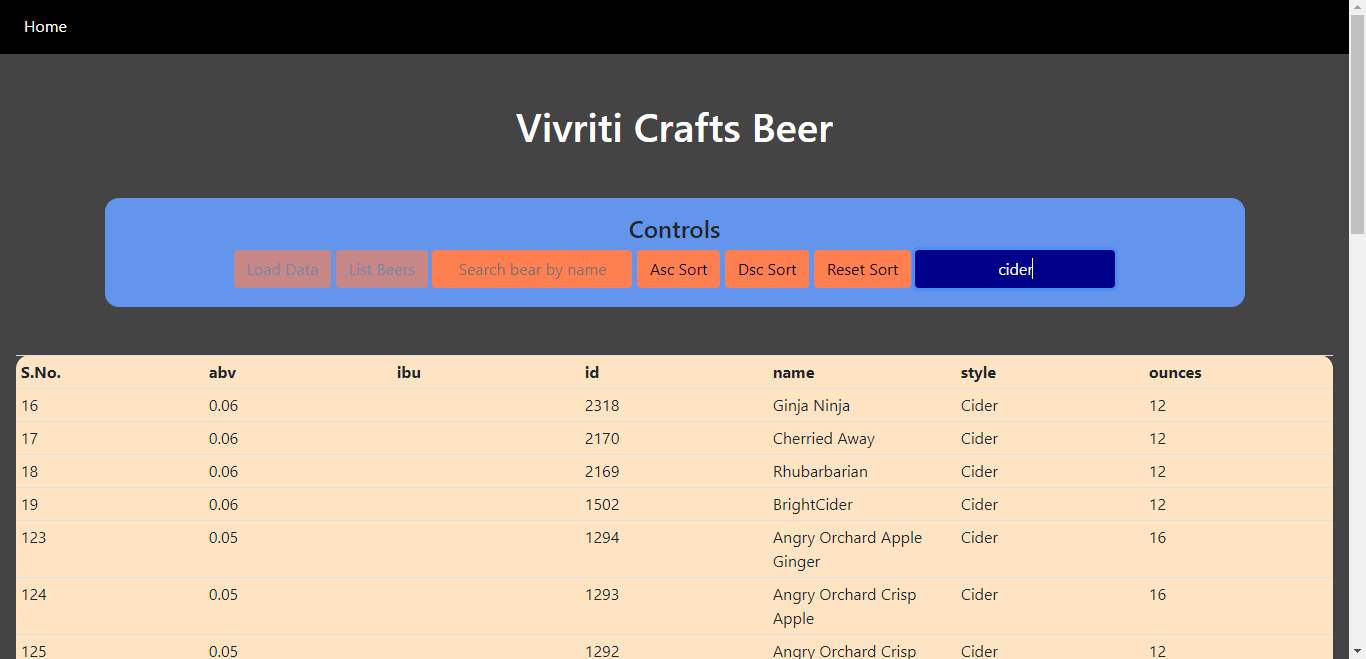 Home
Vivriti Crafts Beer
Controls
Load Data List Beers Search bear by name Asc Sort Dsc Sort Reset Sort cider
S.No. abv ibu id name style ounces
16 0.06 2318 Ginja Ninja Cider 12
17 0.06 2170 Cherried Away Cider 12
18 0.06 2169 Rhubarbarian Cider 12
19 0.06 1502 BrightCider Cider 12
123 0.05 1294 Angry Orchard Apple Cider 16
Ginger
124 0.05 1293 Angry Orchard Crisp Cider 16
Apple
125 0.05 1292 Angry Orchard Crisp Cider 12